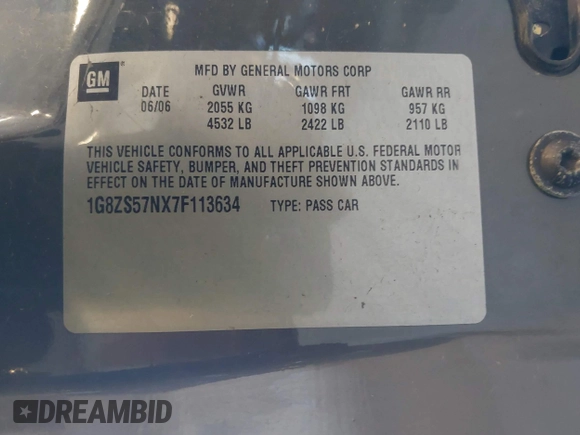 GM
MFD BY GENERAL MOTORS CORP
DATE GVWR GAWR FRT GAWR RR
06/06 2055 KG 1098 KG 957 KG
4532 LB 2422 LB 2110 LB
THIS VEHICLE CONFORMS TO ALL APPLICABLE U.S. FEDERAL MOTOR
VEHICLE SAFETY, BUMPER, AND THEFT PREVENTION STANDARDS IN
EFFECT ON THE DATE OF MANUFACTURE SHOWN ABOVE.
1G8ZS57NX7F113634 TYPE: PASS CAR
DREAMBID